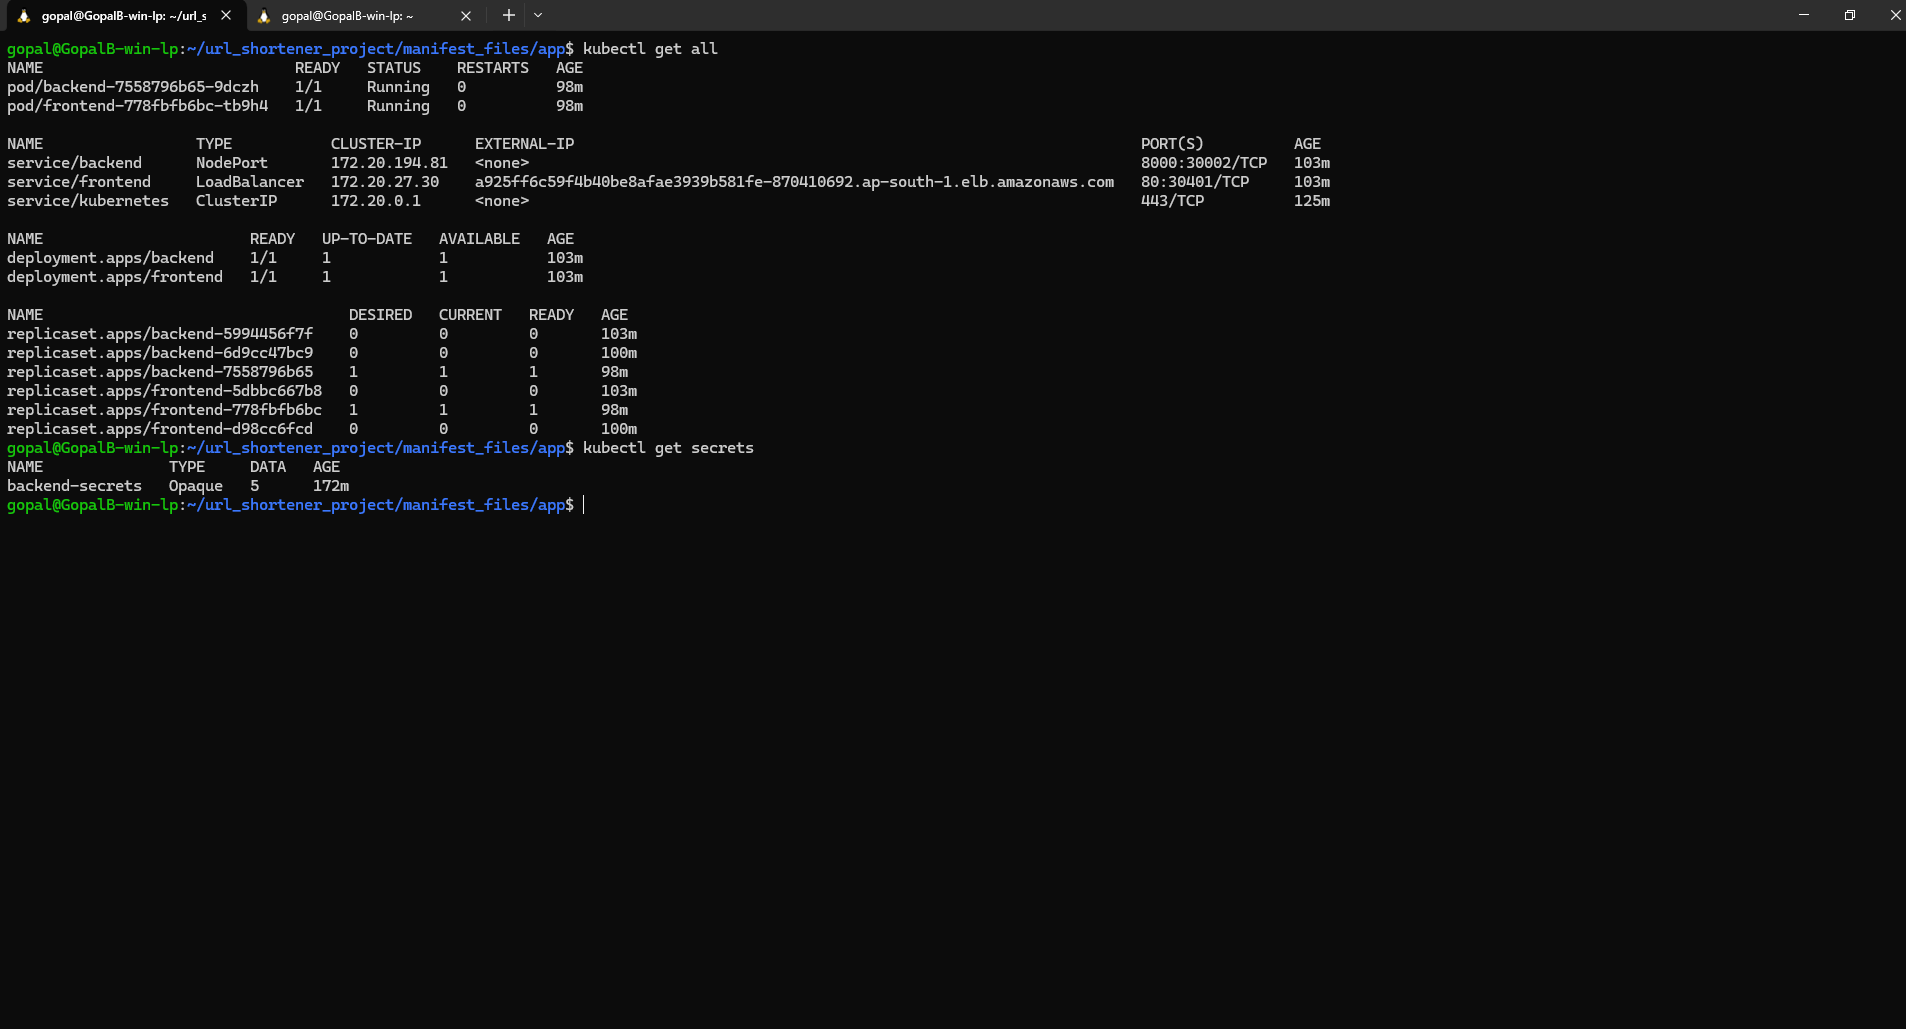 gopal@GopalB-win-lp: ~/url_s
gopal@GopalB-win-lp: ~
gopal@GopalB-win-lp:~/url_shortener_project/manifest_files/app$ kubectl get all
NAME READY STATUS RESTARTS AGE
pod/backend-7558796b65-9dczh 1/1 Running 0 98m
pod/frontend-778fbfb6bc-tb9h4 1/1 Running 0 98m
NAME TYPE CLUSTER-IP EXTERNAL-IP PORT(S) AGE
service/backend NodePort 172.20.194.81 <none> 8000:30002/TCP 103m
service/frontend LoadBalancer 172.20.27.30 a925ff6c59f4b40be8afae3939b581fe-870410692.ap-south-1.elb.amazonaws.com 80:30401/TCP 103m
service/kubernetes ClusterIP 172.20.0.1 <none> 443/TCP 125m
NAME READY UP-TO-DATE AVAILABLE AGE
deployment.apps/backend 1/1 1 1 103m
deployment.apps/frontend 1/1 1 1 103m
NAME DESIRED CURRENT READY AGE
replicaset.apps/backend-5994456f7f 0 0 0 103m
replicaset.apps/backend-6d9cc47bc9 0 0 0 100m
replicaset.apps/backend-7558796b65 1 1 1 98m
replicaset.apps/frontend-5dbbc667b8 0 0 0 103m
replicaset.apps/frontend-778fbfb6bc 1 1 1 98m
replicaset.apps/frontend-d98cc6fcd 0 0 0 100m
gopal@GopalB-win-lp:~/url_shortener_project/manifest_files/app$ kubectl get secrets
NAME TYPE DATA AGE
backend-secrets Opaque 5 172m
gopal@GopalB-win-lp:~/url_shortener_project/manifest_files/app$